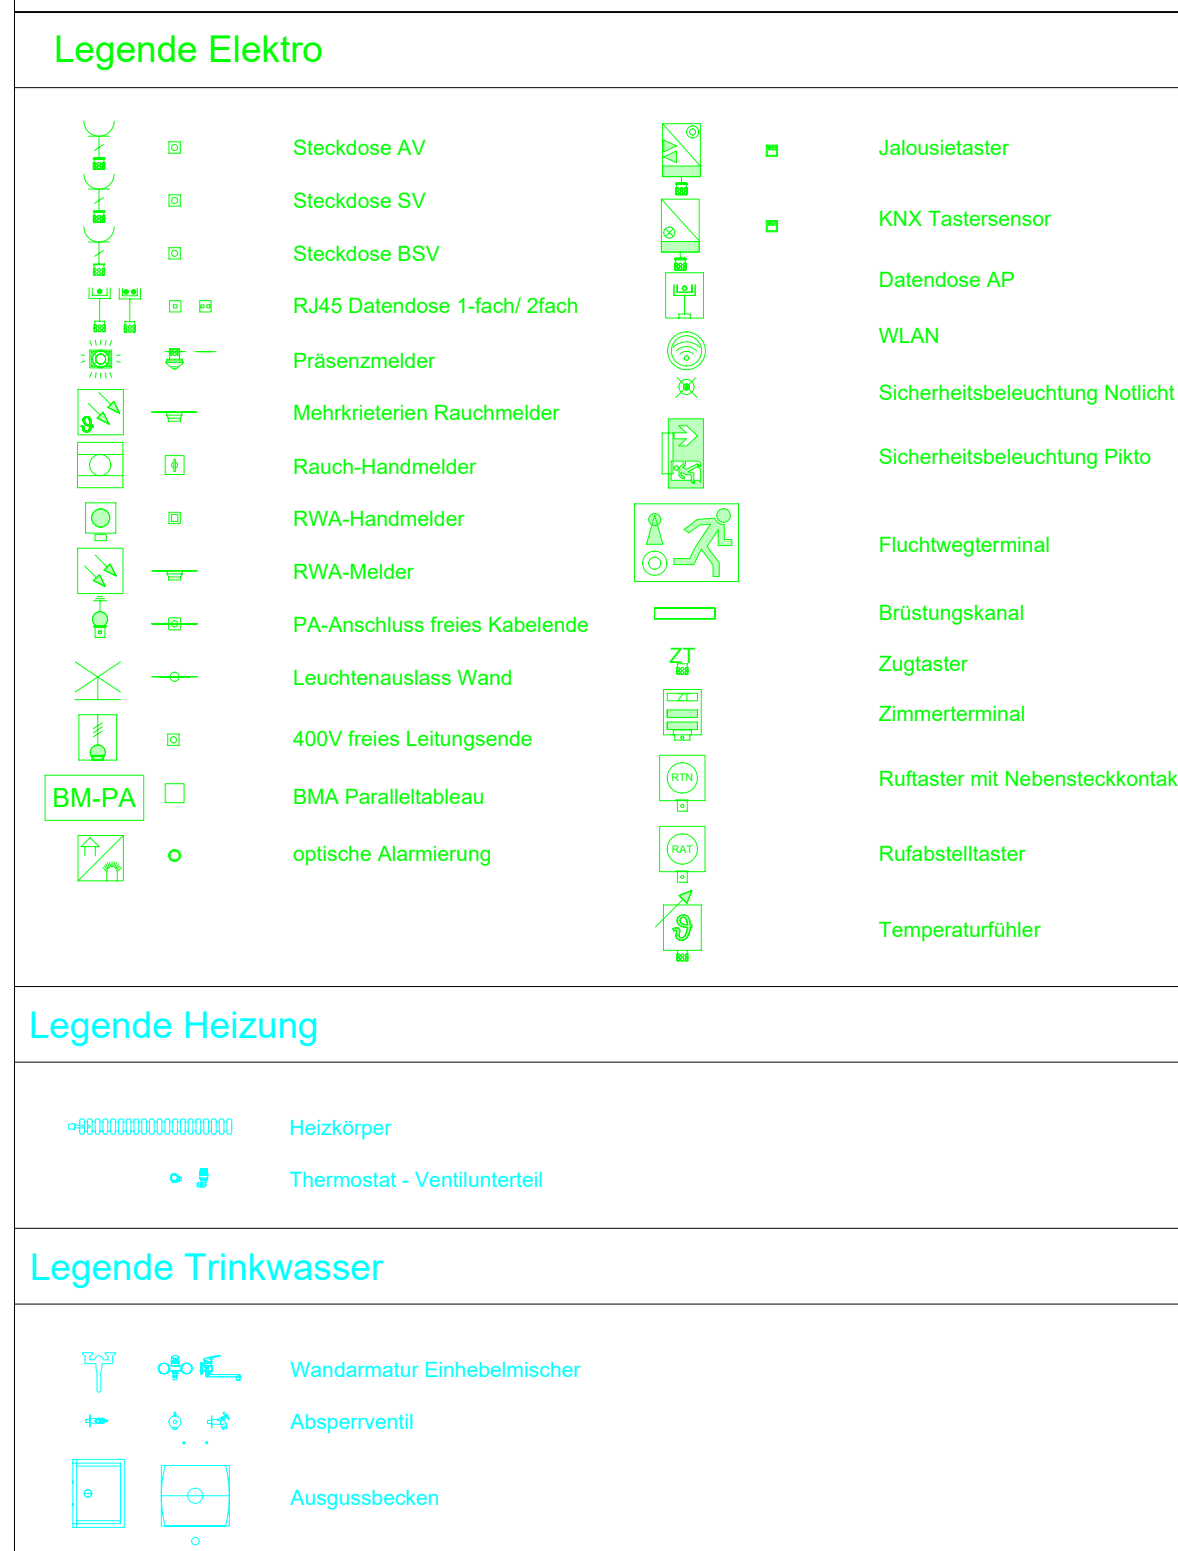 Legende Elektro
Steckdose AV
Steckdose SV
Steckdose BSV
RJ45 Datendose 1-fach/ 2fach
Präsenzmelder
Mehrkrieterien Rauchmelder
Rauch-Handmelder
RWA-Handmelder
RWA-Melder
PA-Anschluss freies Kabelende
Leuchtenauslass Wand
400V freies Leitungsende
BM-PA
BMA Paralleltableau
optische Alarmierung
Jalousietaster
KNX Tastersensor
Datendose AP
WLAN
Sicherheitsbeleuchtung Notlicht
Sicherheitsbeleuchtung Pikto
Fluchtwegterminal
Brüstungskanal
ZT
Zugtaster
ZT
Zimmerterminal
RTN
Ruftaster mit Nebensteckkontak
RAT
Rufabstelltaster
ϑ
Temperaturfühler
Legende Heizung
Heizkörper
Thermostat - Ventilunterteil
Legende Trinkwasser
Wandarmatur Einhebelmischer
Absperrventil
Ausgussbecken